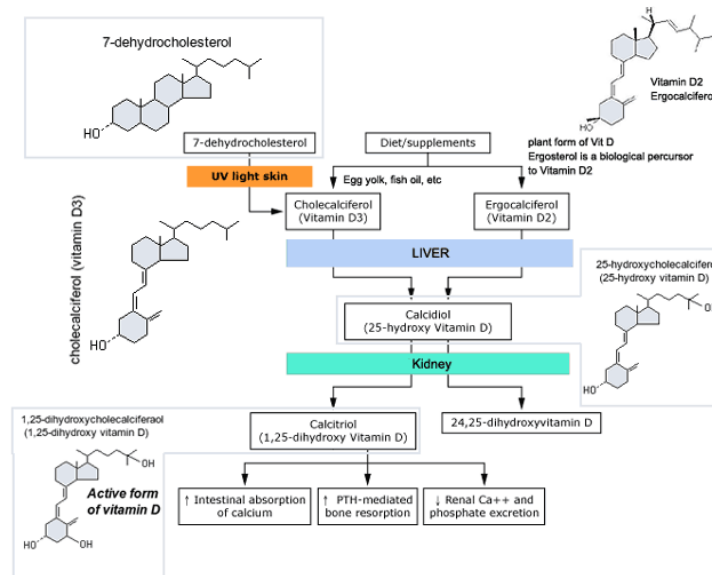 7-dehydrocholesterol
HO
7-dehydrocholesterol
Diet/supplements
H
HO
Vitamin D2
Ergocalciferol
plant form of Vit D
Ergosterol is a biological percursor
to Vitamin D2
UV light skin
Egg yolk, fish oil, etc
Cholecalciferol
(Vitamin D3)
Ergocalciferol
(Vitamin D2)
cholecalciferol (vitamin D3)
HO
LIVER
25-hydroxycholecalcifero
(25-hydroxy vitamin D)
HO
Calcidiol
(25-hydroxy Vitamin D)
Kidney
1,25-dihydroxycholecalciferaol
(1,25-dihydroxy vitamin D)
OH
Active form
of vitamin D
HO
OH
Calcitriol
(1,25-dihydroxy Vitamin D)
24,25-dihydroxyvitamin D
↑ Intestinal absorption
of calcium
↑ PTH-mediated
bone resorption
↓ Renal Ca++ and
phosphate excretion